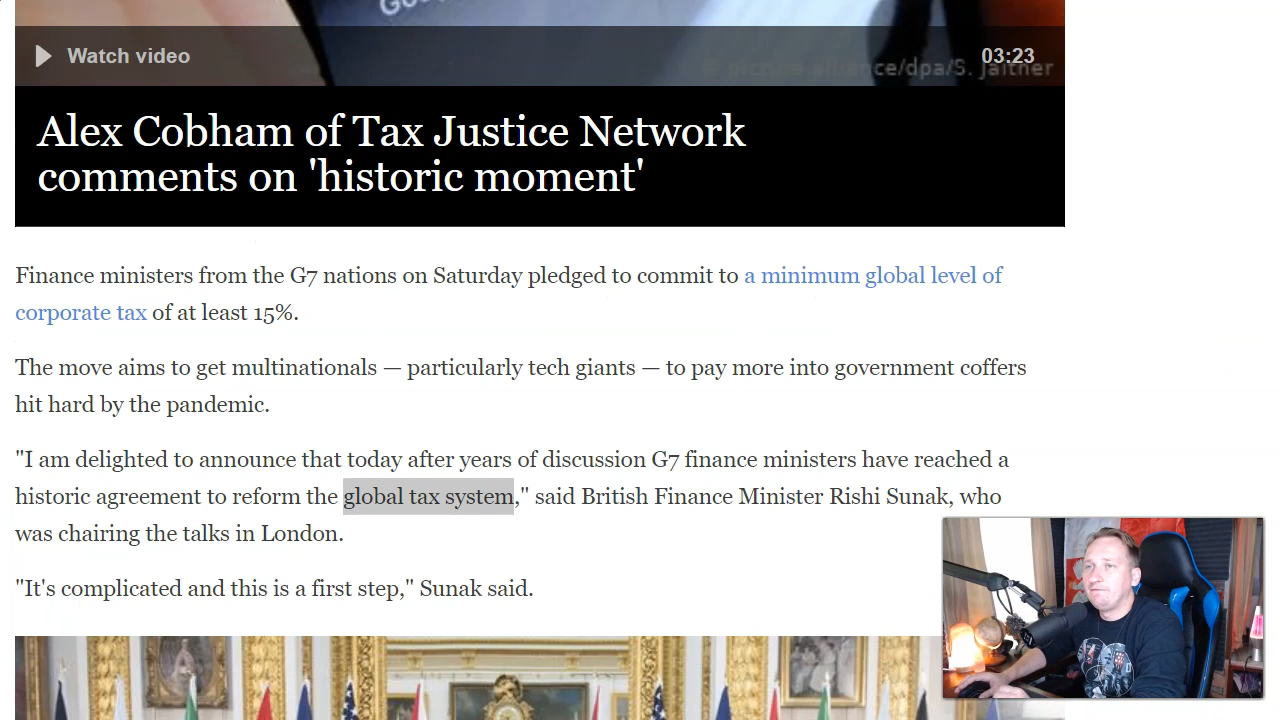 Watch video
03:23
picture-alliance/dpa/S. Jaitner
Alex Cobham of Tax Justice Network
comments on 'historic moment'
Finance ministers from the G7 nations on Saturday pledged to commit to a minimum global level of
corporate tax of at least 15%.
The move aims to get multinationals — particularly tech giants — to pay more into government coffers
hit hard by the pandemic.
"I am delighted to announce that today after years of discussion G7 finance ministers have reached a
historic agreement to reform the global tax system," said British Finance Minister Rishi Sunak, who
was chairing the talks in London.
"It's complicated and this is a first step," Sunak said.